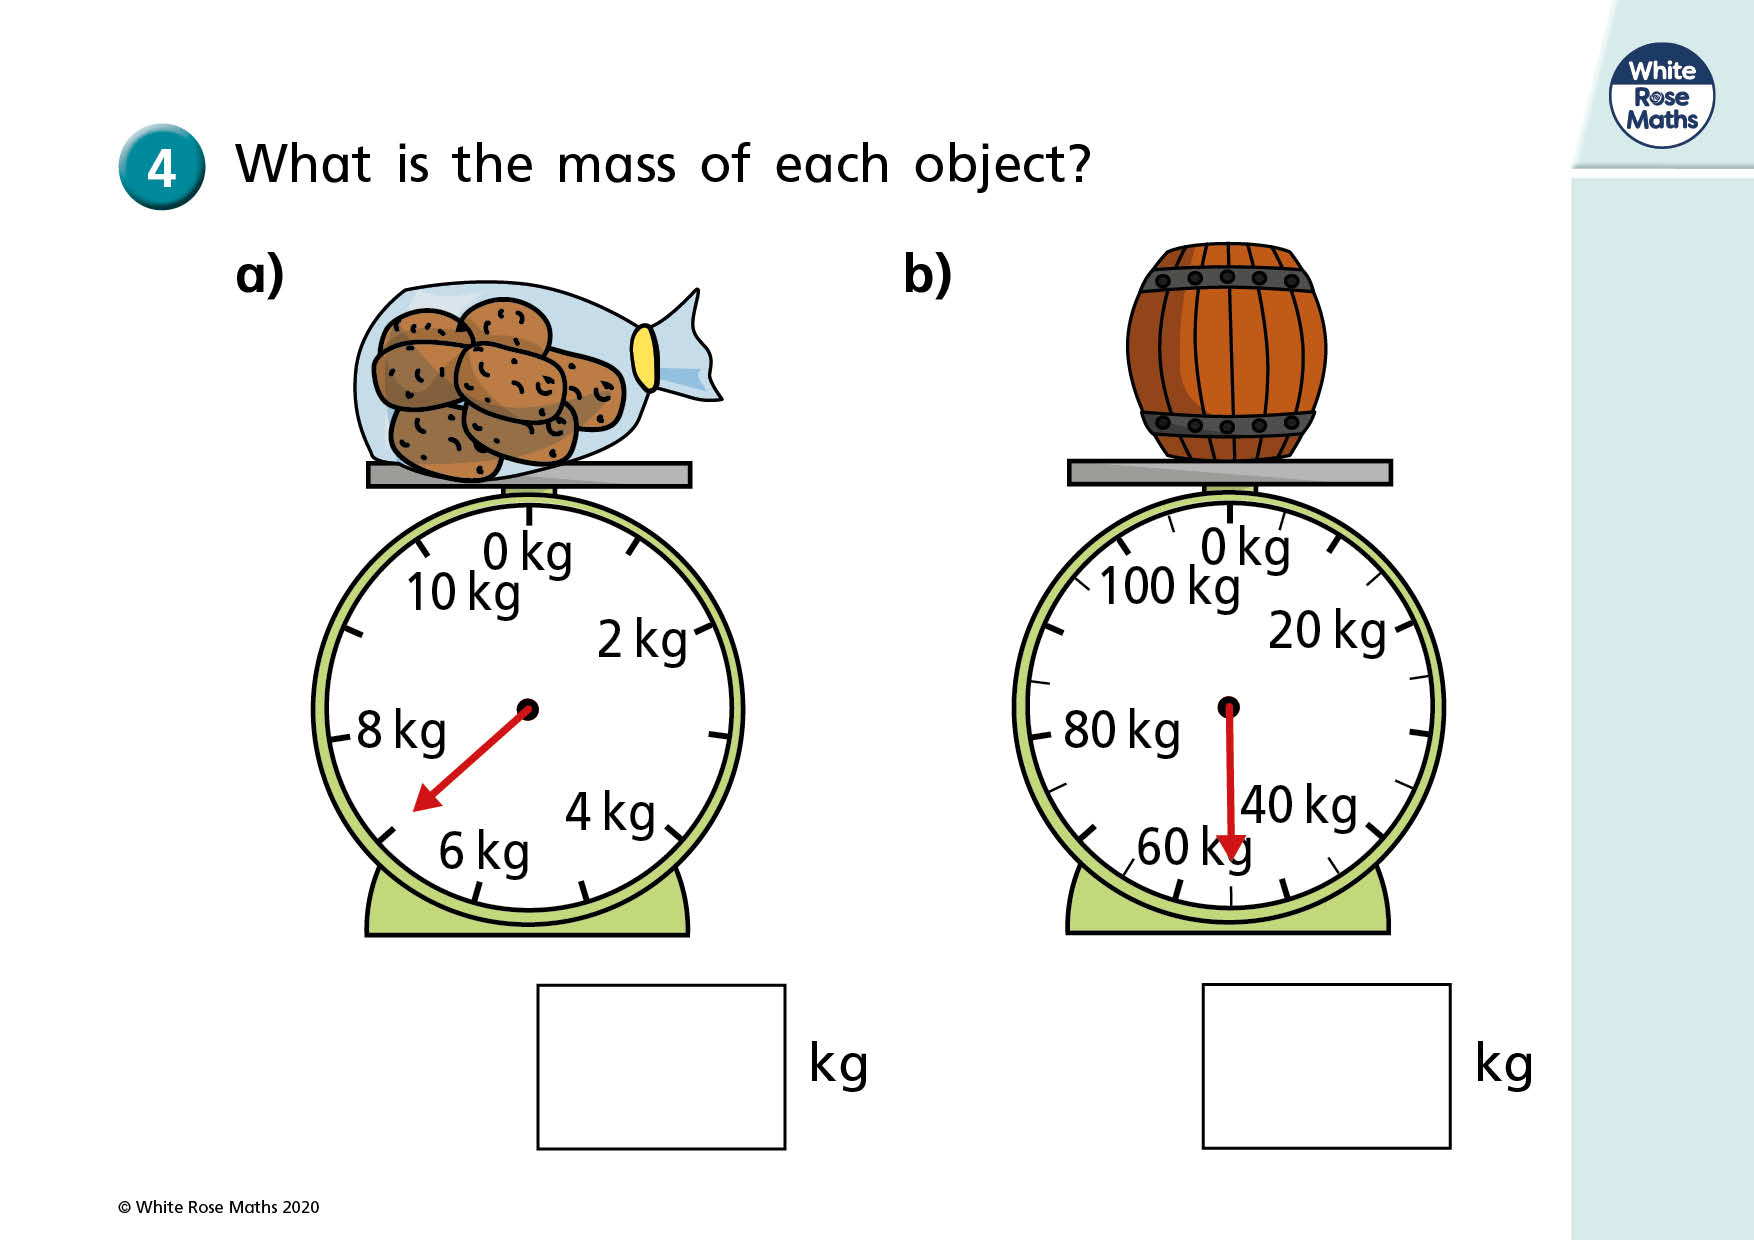 White
Rose
Maths
4 What is the mass of each object?
a)
0 kg
10 kg
2 kg
8 kg
4 kg
6 kg
kg
b)
0 kg
100 kg
20 kg
80 kg
40 kg
60 kg
kg
© White Rose Maths 2020